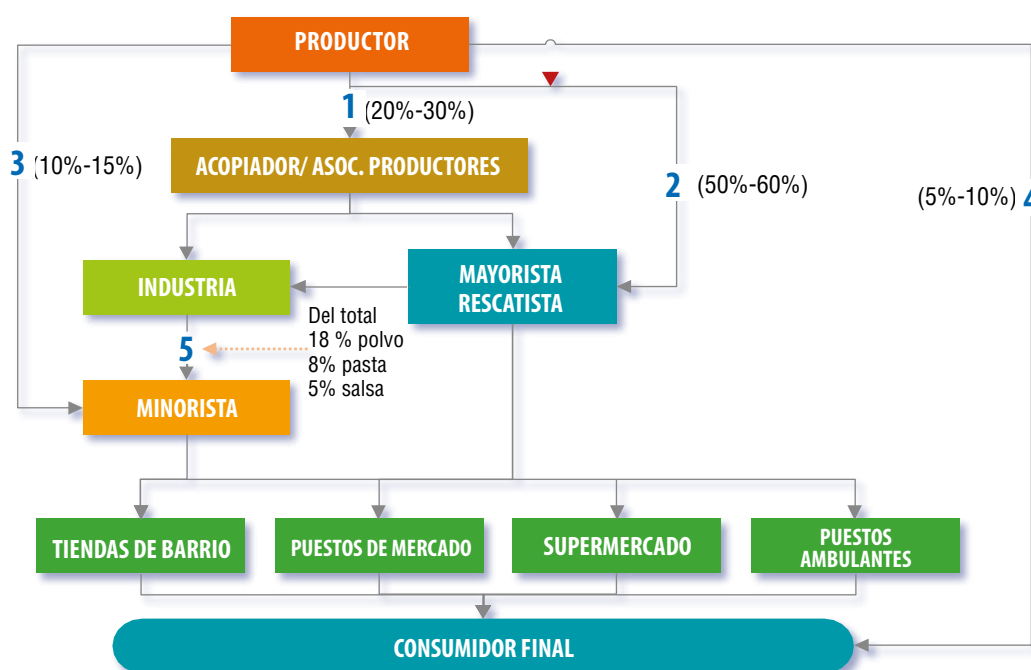 PRODUCTOR
1 (20%-30%)
3 (10%-15%)
ACOPIADOR/ ASOC. PRODUCTORES
2 (50%-60%)
(5%-10%) 4
INDUSTRIA
MAYORISTA
RESCATISTA
Del total
18 % polvo
8% pasta
5% salsa
5
MINORISTA
TIENDAS DE BARRIO
PUESTOS DE MERCADO
SUPERMERCADO
PUESTOS
AMBULANTES
CONSUMIDOR FINAL